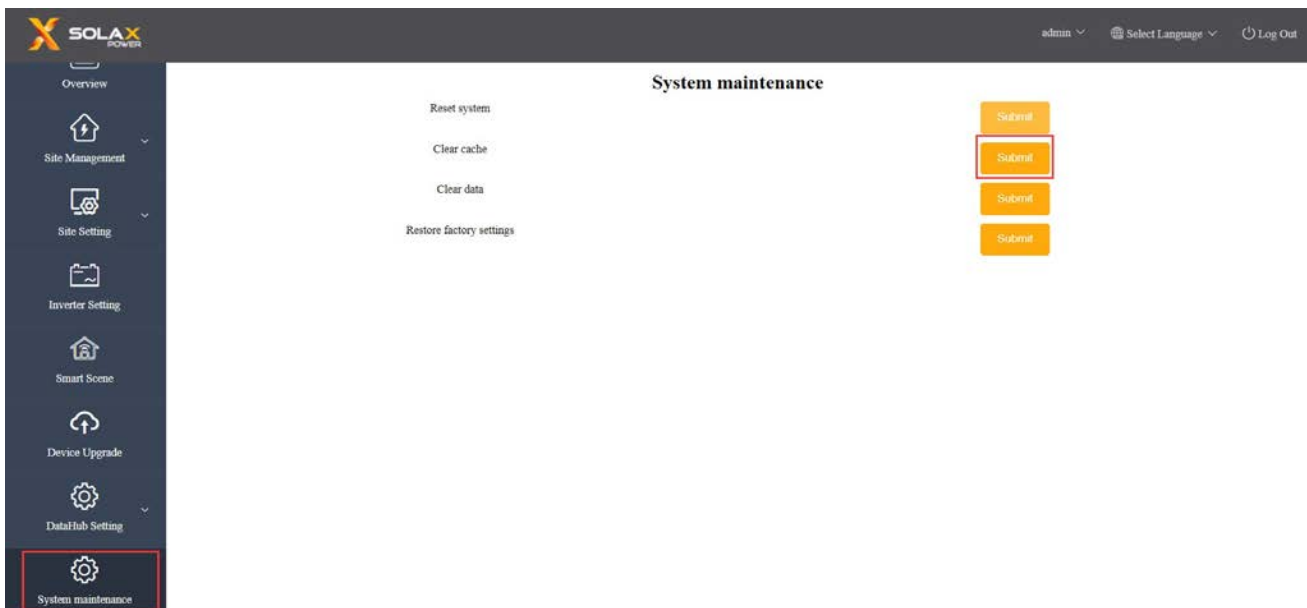 SOLAX
POWER
admin
Select Language
Log Out
Overview
Site Management
Site Setting
Inverter Setting
Smart Scene
Device Upgrade
DataHub Setting
System maintenance
System maintenance
Reset system
Submit
Clear cache
Submit
Clear data
Submit
Restore factory settings
Submit